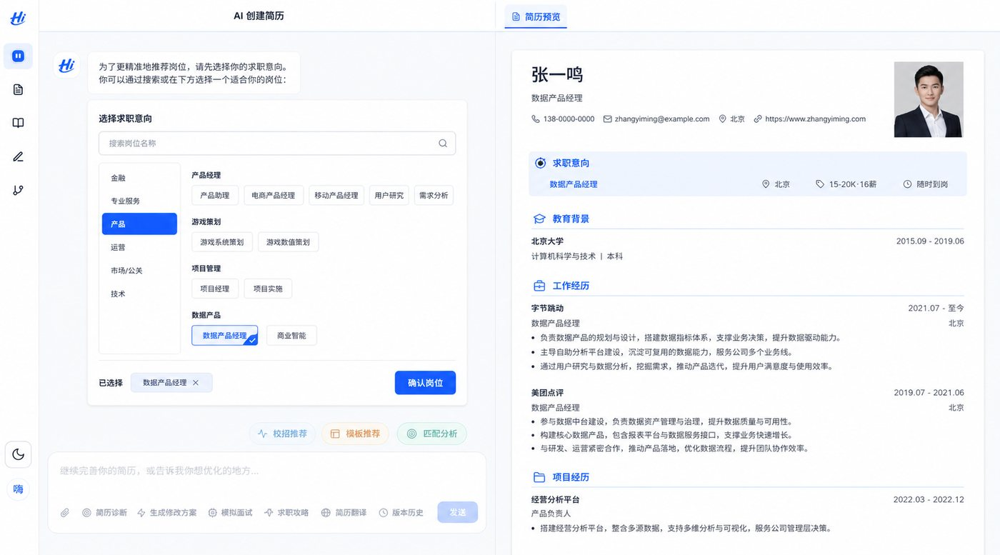 Hi
AI 创建简历
简历预览
Hi
为了更精准地推荐岗位，请先选择你的求职意向。
你可以通过搜索或在下方选择一个适合你的岗位：
选择求职意向
搜索岗位名称
金融
专业服务
产品
运营
市场/公关
技术
产品经理
产品助理 电商产品经理 移动产品经理 用户研究 需求分析
游戏策划
游戏系统策划 游戏数值策划
项目管理
项目经理 项目实施
数据产品
数据产品经理 商业智能
已选择 数据产品经理 × 确认岗位
校招推荐 模板推荐 匹配分析
继续完善你的简历，或告诉我你想优化的地方...
简历诊断 生成修改方案 模拟面试 求职攻略 简历翻译 版本历史 发送
嗨
张一鸣
数据产品经理
138-0000-0000 zhangyiming@example.com 北京 https://www.zhangyiming.com
求职意向
数据产品经理 北京 15-20K·16薪 随时到岗
教育背景
北京大学 2015.09 - 2019.06
计算机科学与技术 | 本科
工作经历
字节跳动 2021.07 - 至今
数据产品经理 北京
• 负责数据产品的规划与设计，搭建数据指标体系，支撑业务决策，提升数据驱动能力。
• 主导自助分析平台建设，沉淀可复用的数据能力，服务公司多个业务线。
• 通过用户研究与数据分析，挖掘需求，推动产品迭代，提升用户满意度与使用效率。
美团点评 2019.07 - 2021.06
数据产品经理 北京
• 参与数据中台建设，负责数据资产管理与治理，提升数据质量与可用性。
• 构建核心数据产品，包含报表平台与数据服务接口，支撑业务快速增长。
• 与研发、运营紧密合作，推动产品落地，优化数据流程，提升团队协作效率。
项目经历
经营分析平台 2022.03 - 2022.12
产品负责人
• 搭建经营分析平台，整合多源数据，支持多维分析与可视化，服务公司管理层决策。